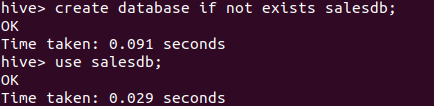 hive> create database if not exists salesdb;
OK
Time taken: 0.091 seconds
hive> use salesdb;
OK
Time taken: 0.029 seconds